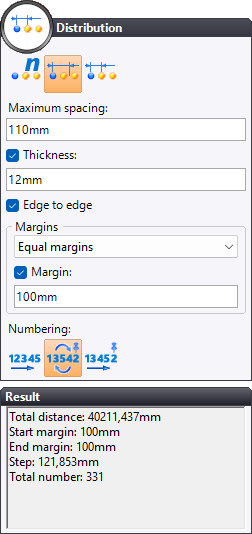 Distribution
n
Maximum spacing:
110mm
Thickness:
12mm
Edge to edge
Margins
Equal margins
Margin:
100mm
Numbering:
12345 13542 13452
Result
Total distance: 40211,437mm
Start margin: 100mm
End margin: 100mm
Step: 121,853mm
Total number: 331